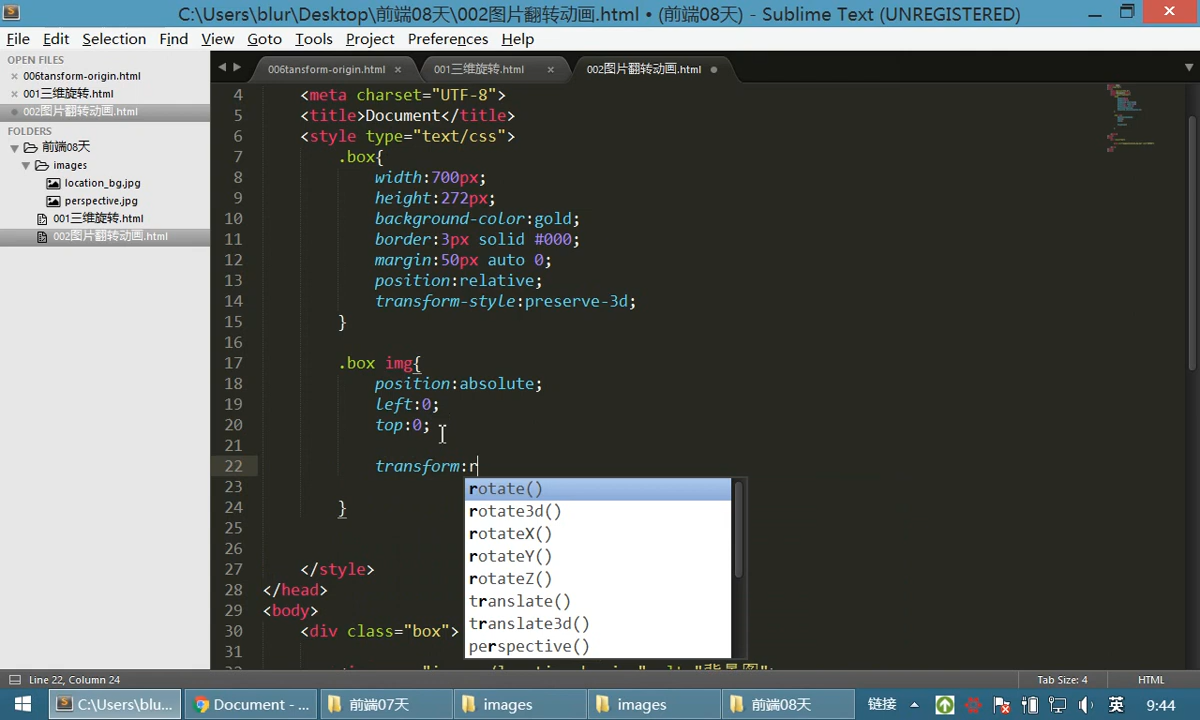 C:\Users\blur\Desktop\前端08天\002图片翻转动画.html • (前端08天) - Sublime Text (UNREGISTERED)
File Edit Selection Find View Goto Tools Project Preferences Help
OPEN FILES
006tansform-origin.html
001三维旋转.html
002图片翻转动画.html
FOLDERS
前端08天
images
location_bg.jpg
perspective.jpg
001三维旋转.html
002图片翻转动画.html
006tansform-origin.html × 001三维旋转.html × 002图片翻转动画.html
4 <meta charset="UTF-8">
5 <title>Document</title>
6 <style type="text/css">
7 .box{
8 width:700px;
9 height:272px;
10 background-color:gold;
11 border:3px solid #000;
12 margin:50px auto 0;
13 position:relative;
14 transform-style:preserve-3d;
15 }
16
17 .box img{
18 position:absolute;
19 left:0;
20 top:0;
21
22 transform:r
23
24 }
25
26
27 </style>
28 </head>
29 <body>
30 <div class="box">
31
rotate()
rotate3d()
rotateX()
rotateY()
rotateZ()
translate()
translate3d()
perspective()
Line 22, Column 24
Tab Size: 4
HTML
C:\Users\blu...
Document - ...
前端07天
images
images
前端08天
链接
英
9:44